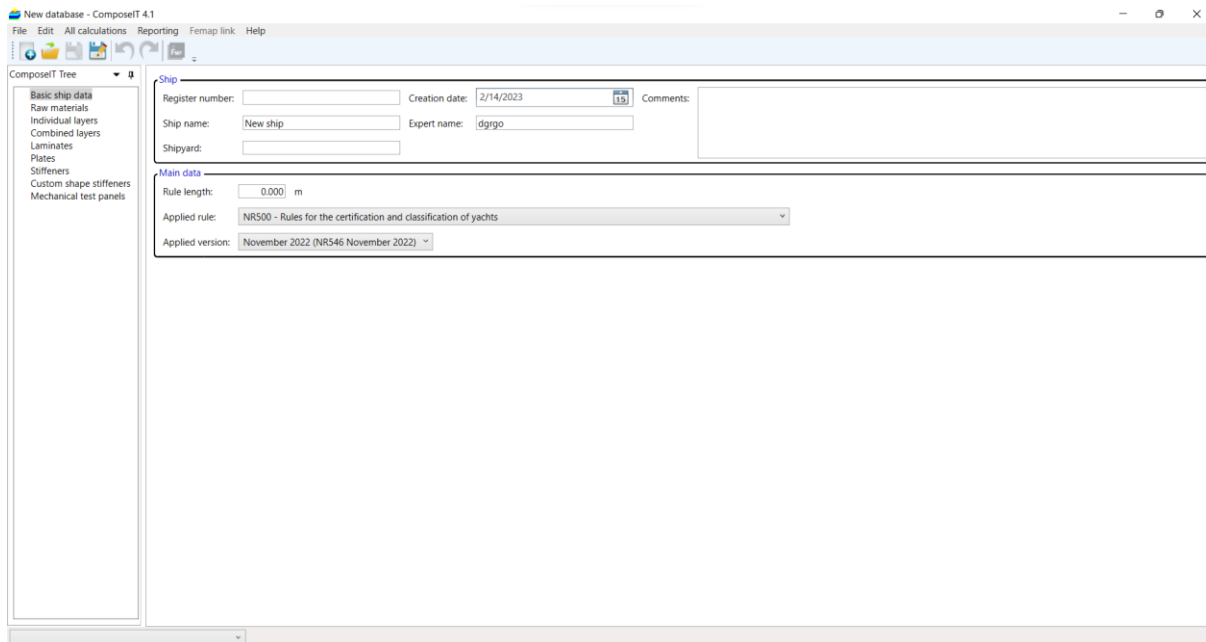 New database - ComposeIT 4.1
File Edit All calculations Reporting Femap link Help
ComposeIT Tree
Basic ship data
Raw materials
Individual layers
Combined layers
Laminates
Plates
Stiffeners
Custom shape stiffeners
Mechanical test panels
Ship
Register number: Creation date: 2/14/2023 15 Comments:
Ship name: New ship Expert name: dgrgo
Shipyard:
Main data
Rule length: 0.000 m
Applied rule: NR500 - Rules for the certification and classification of yachts
Applied version: November 2022 (NR546 November 2022)